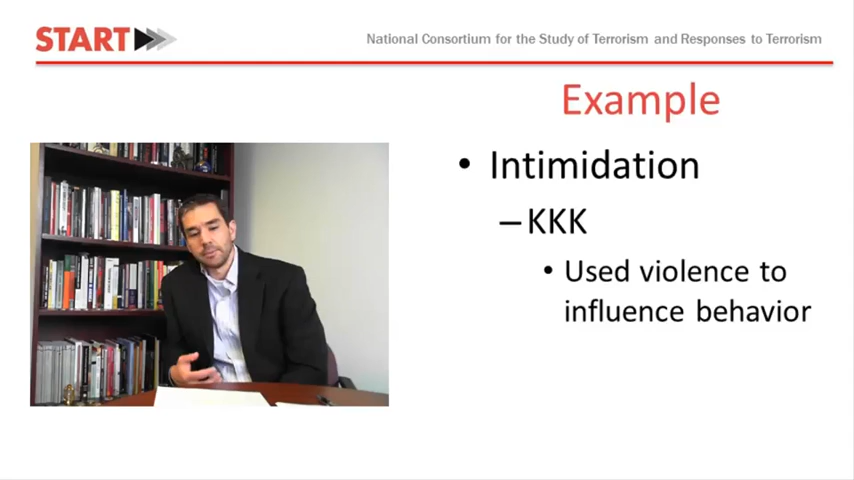 START
National Consortium for the Study of Terrorism and Responses to Terrorism
Example
• Intimidation
–KKK
• Used violence to
influence behavior